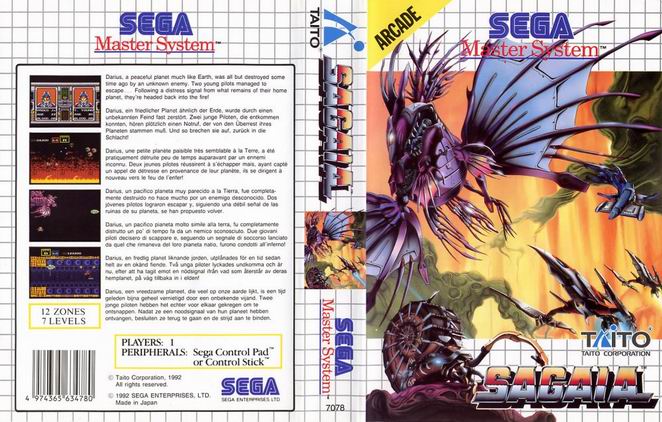 SEGA
Master System™
Darius, a peaceful planet much like Earth, was all but destroyed some
time ago by an unknown enemy. Two young pilots managed to
escape . . . Following a distress signal from what remains of their home
planet, they're headed back into the fire!
Darius, ein friedlicher Planet ähnlich der Erde, wurde durch einen
unbekannten Feind fast zerstört. Zwei junge Piloten, die entkommen
konnten, hören plötzlich einen Notruf, der von den Überrest ihres
Planeten stammen muß. Und so brechen sie auf, zurück in die
Schlacht!
Darius, une petite planète paisible très semblable à la Terre, a été
pratiquement détruite peu de temps auparavant par un ennemi
inconnu. Deux jeunes pilotes réussirent à s'échapper mais, ayant capté
un appel de détresse en provenance de leur planète, ils se dirigent à
nouveau vers le feu de l'enfer!
Darius, un pacífico planeta muy parecido a la Tierra, fue completa-
mente destruido no hace mucho por un enemigo desconocido. Dos
jóvenes pilotos lograron escapar y, siguiendo una débil señal de las
ruinas de su planeta, se han propuesto volver.
Darius, un pacifico pianeta molto simile alla terra, fu completamente
distrutto un po' di tempo fa da un nemico sconosciuto. Due giovani
piloti decisero di scappare e, seguendo un segnale di soccorso lanciato
da quel che rimaneva del loro pianeta nabio, furono condotti all'inferno!
Darius, en fredlig planet liknande jorden, utplånades för en tid sedan
helt av en okänd fiende. Två unga piloter lyckades undkomma och är
nu, efter att ha tagit emot en nödsignal ifrån vad som återstår av deras
hemplanet, på väg tillbaka in i elden!
Darius, een vreedzame planeet, die veel op onze aarde lijkt, is een tijd
geleden bijna geheel vernietigd door een onbekende vijand. Twee
jonge piloten hebben het echter voor elkaar gekregen om te
ontsnappen. Nadat ze een noodsignaal van hun planeet hebben
ontvangen, besluiten ze terug te gaan en de strijd aan te binden.
12 ZONES
7 LEVELS
PLAYERS: 1
PERIPHERALS: Sega Control Pad™
or Control Stick™
4 974365 634780
© Taito Corporation, 1992
All rights reserved.
© 1992 SEGA ENTERPRISES, LTD.
Made in Japan
SEGA
SEGA ENTERPRISES LTD.
TAITO
SAGAIA™
SEGA
Master System™
7078
ARCADE
SEGA
Master System™
TAITO
TAITO CORPORATION
SAGAIA™